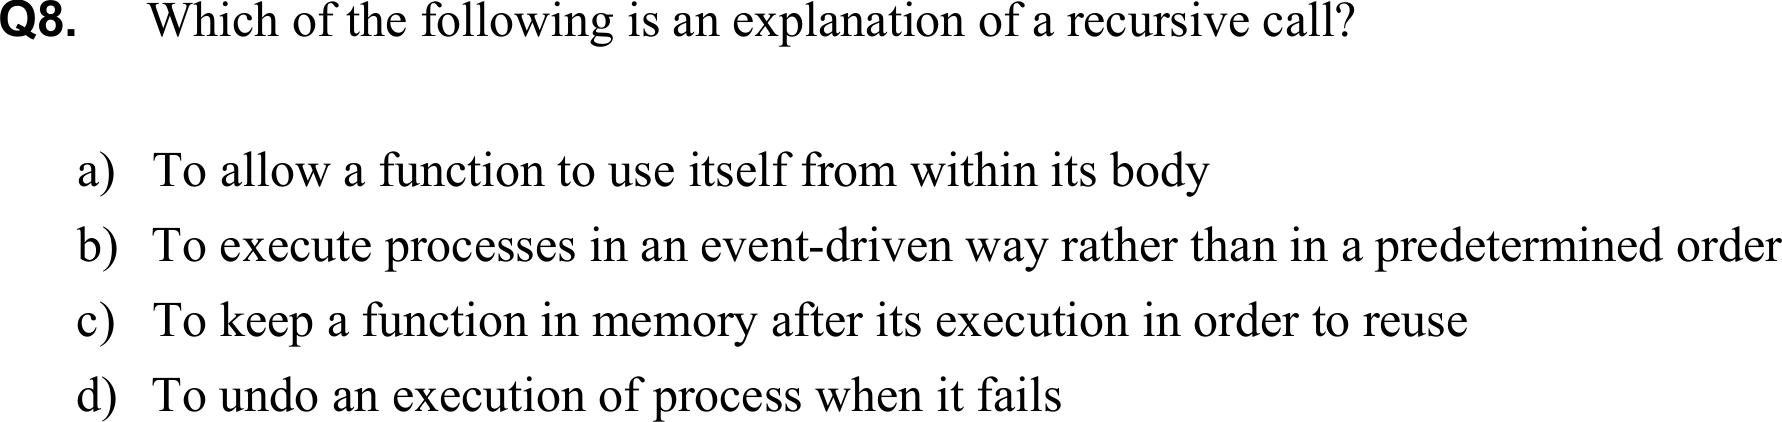 Q8. Which of the following is an explanation of a recursive call?
a) To allow a function to use itself from within its body
b) To execute processes in an event-driven way rather than in a predetermined order
c) To keep a function in memory after its execution in order to reuse
d) To undo an execution of process when it fails